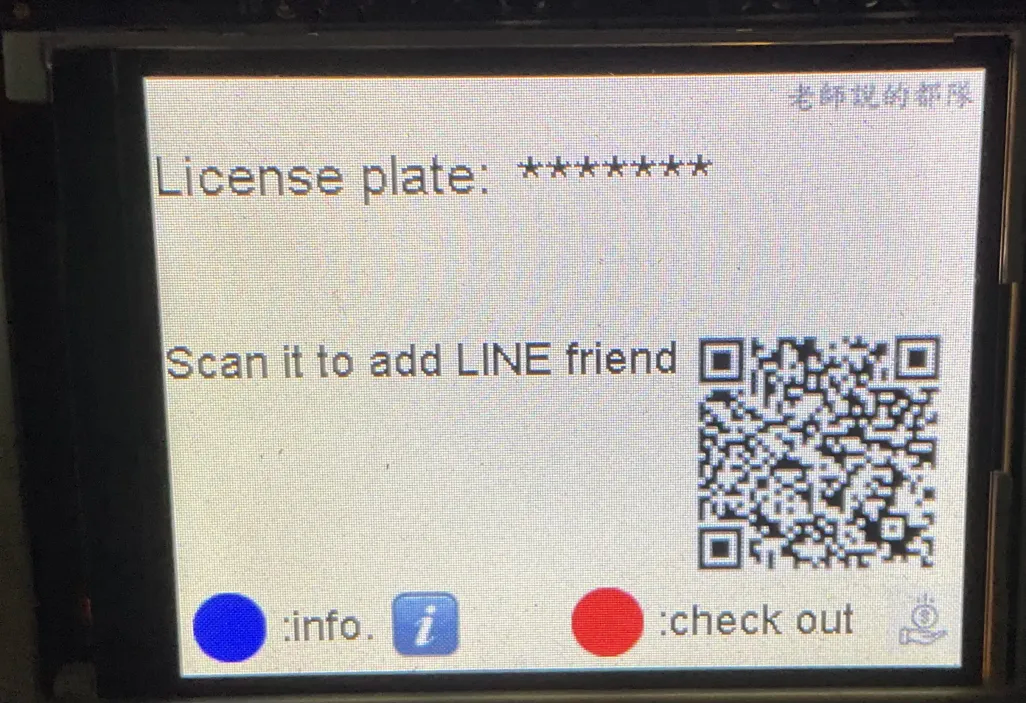 老師說的都隊
License plate: *******
Scan it to add LINE friend
:info. i
:check out